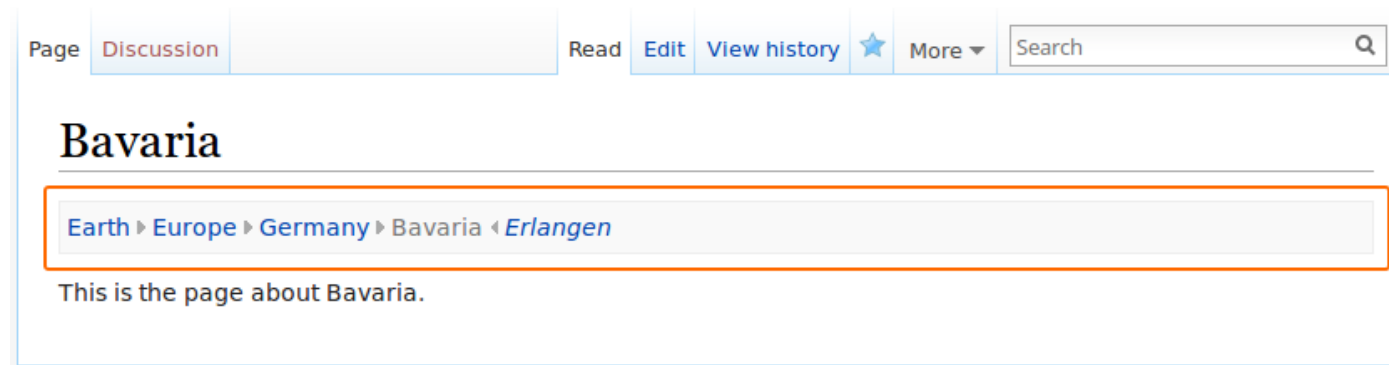 Page Discussion Read Edit View history More Search
Bavaria
Earth Europe Germany Bavaria Erlangen
This is the page about Bavaria.